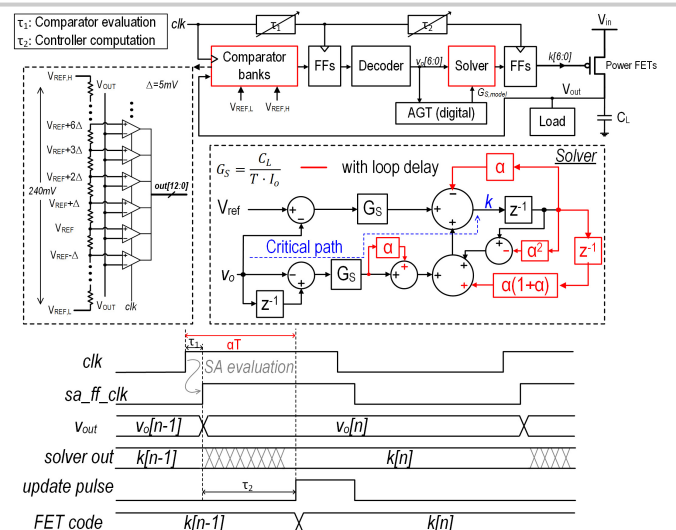 τ1: Comparator evaluation
τ2: Controller computation
clk
τ1
τ2
Vin
Comparator banks
FFs
Decoder
vo[6:0]
Solver
FFs
k[6:0]
Power FETs
VREF,L
VREF,H
AGT (digital)
GS,model
Vout
Load
CL
VREF,H
VOUT
Δ=5mV
VREF+6Δ
VREF+3Δ
VREF+2Δ
VREF+Δ
VREF
VREF-Δ
VREF,L
VOUT
clk
240mV
out[12:0]
GS = CL / T · Io
with loop delay
Solver
α
Vref
+
−
GS
+
−
+
k
z-1
Critical path
α
+
−
α2
z-1
vo
−
+
GS
+
+
+
+
+
α(1+α)
z-1
τ1
αT
clk
SA evaluation
sa_ff_clk
vout
vo[n-1]
vo[n]
solver out
k[n-1]
k[n]
update pulse
τ2
FET code
k[n-1]
k[n]